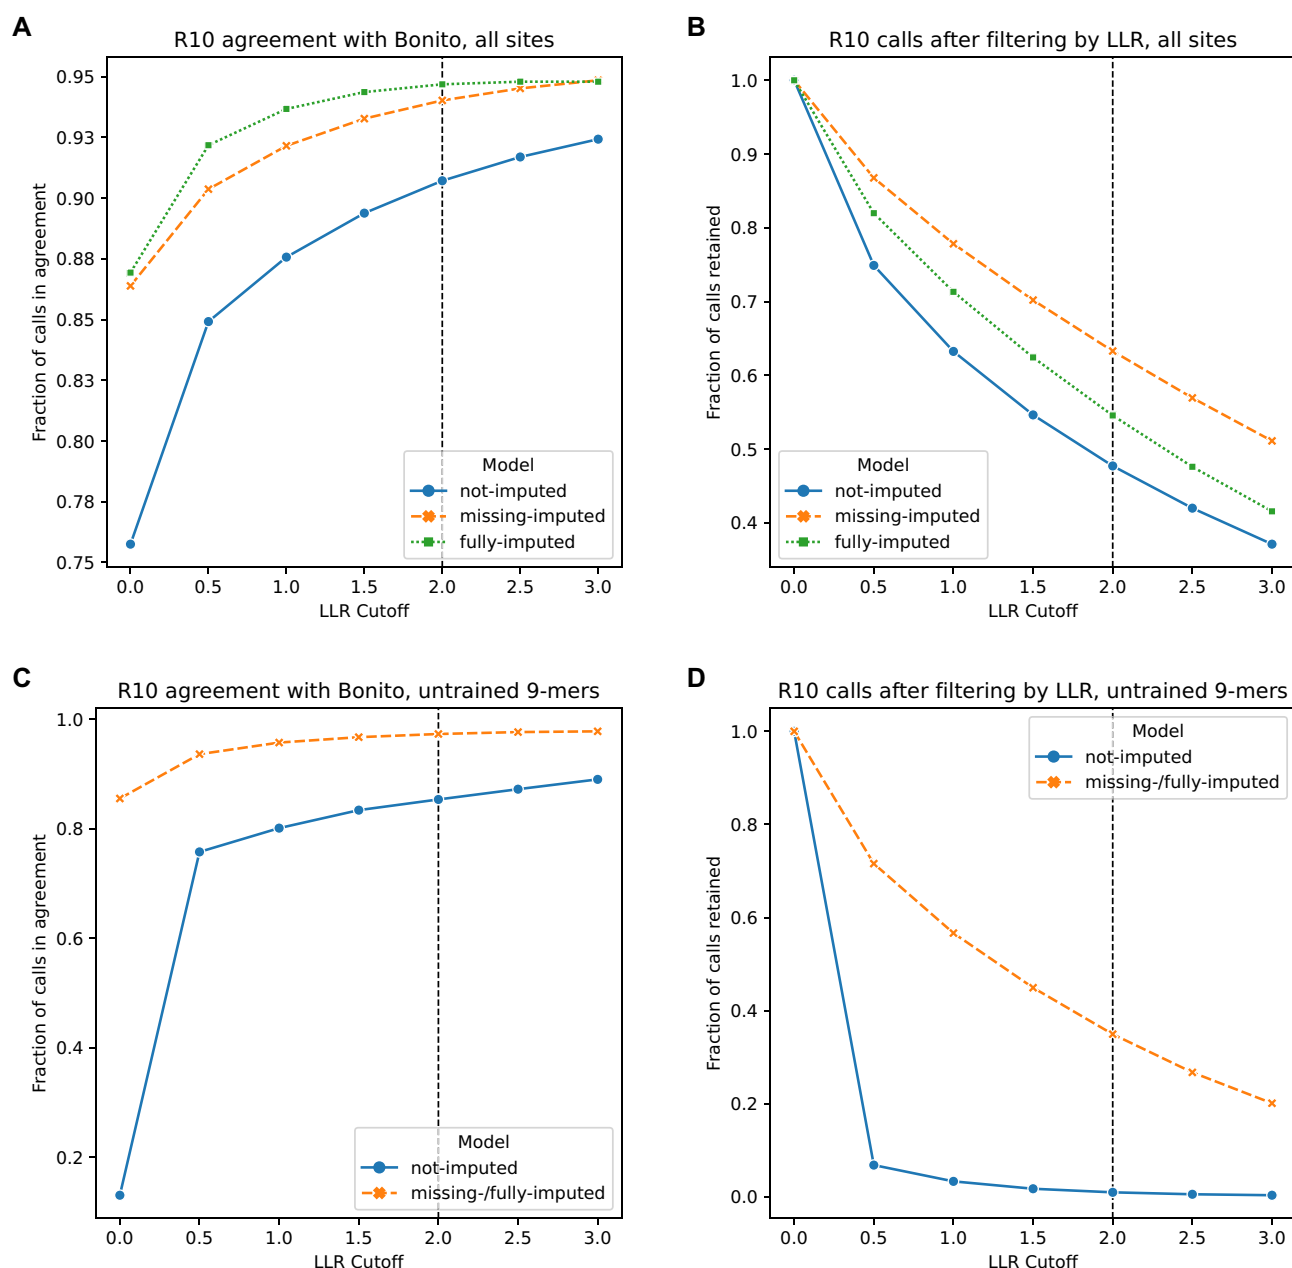 A
R10 agreement with Bonito, all sites
Fraction of calls in agreement
0.95
0.93
0.90
0.88
0.85
0.83
0.80
0.78
0.75
Model
not-imputed
missing-imputed
fully-imputed
0.0 0.5 1.0 1.5 2.0 2.5 3.0
LLR Cutoff
B
R10 calls after filtering by LLR, all sites
Fraction of calls retained
1.0
0.9
0.8
0.7
0.6
0.5
0.4
Model
not-imputed
missing-imputed
fully-imputed
0.0 0.5 1.0 1.5 2.0 2.5 3.0
LLR Cutoff
C
R10 agreement with Bonito, untrained 9-mers
Fraction of calls in agreement
1.0
0.8
0.6
0.4
0.2
Model
not-imputed
missing-/fully-imputed
0.0 0.5 1.0 1.5 2.0 2.5 3.0
LLR Cutoff
D
R10 calls after filtering by LLR, untrained 9-mers
Fraction of calls retained
1.0
0.8
0.6
0.4
0.2
0.0
Model
not-imputed
missing-/fully-imputed
0.0 0.5 1.0 1.5 2.0 2.5 3.0
LLR Cutoff